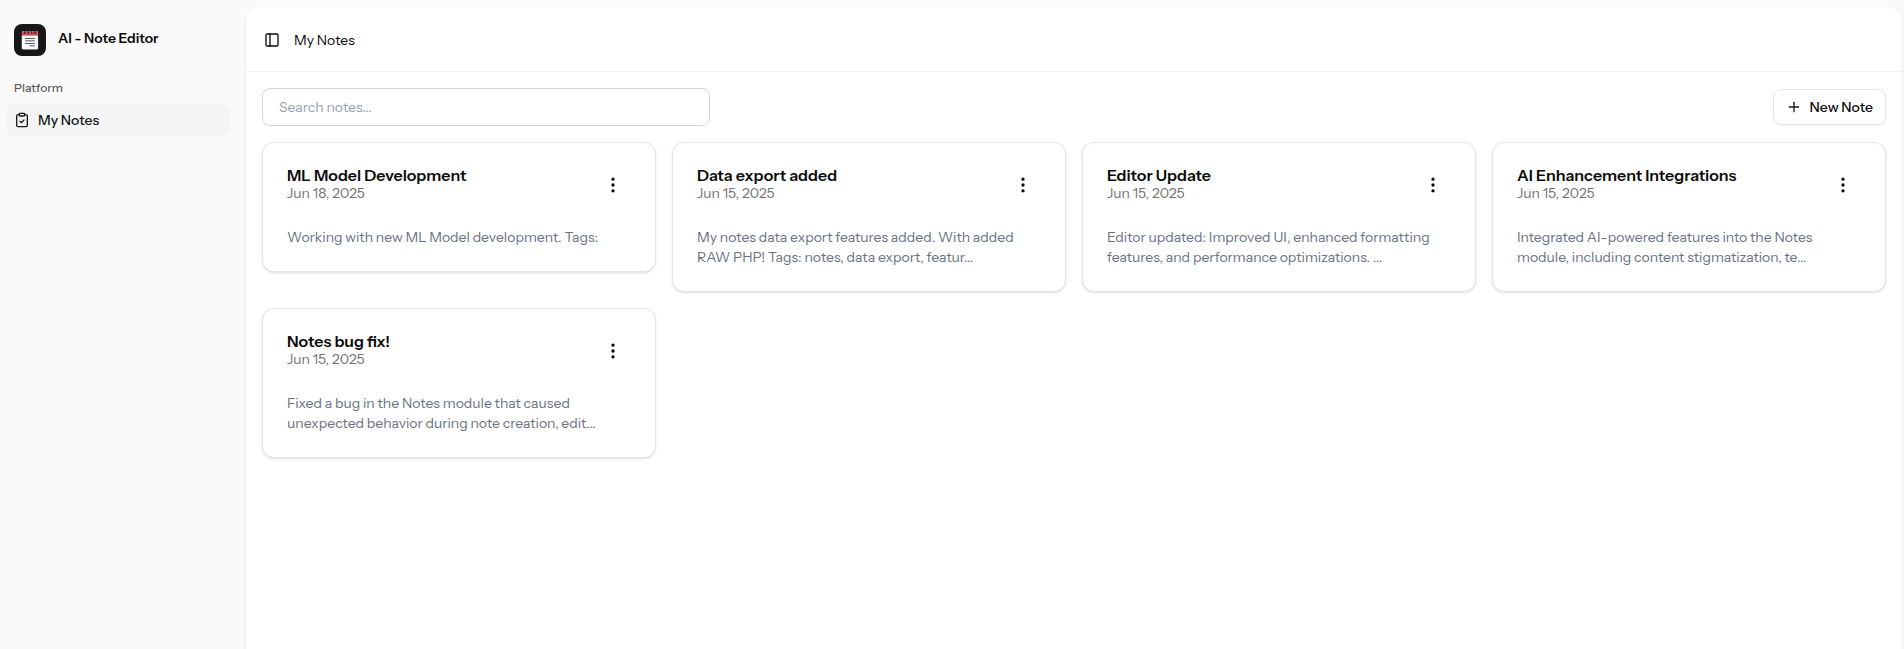 AI - Note Editor
Platform
My Notes
My Notes
Search notes...
New Note
ML Model Development
Jun 18, 2025
Working with new ML Model development. Tags:
Data export added
Jun 15, 2025
My notes data export features added. With added
RAW PHP! Tags: notes, data export, featur...
Editor Update
Jun 15, 2025
Editor updated: Improved UI, enhanced formatting
features, and performance optimizations. ...
AI Enhancement Integrations
Jun 15, 2025
Integrated AI-powered features into the Notes
module, including content stigmatization, te...
Notes bug fix!
Jun 15, 2025
Fixed a bug in the Notes module that caused
unexpected behavior during note creation, edit...